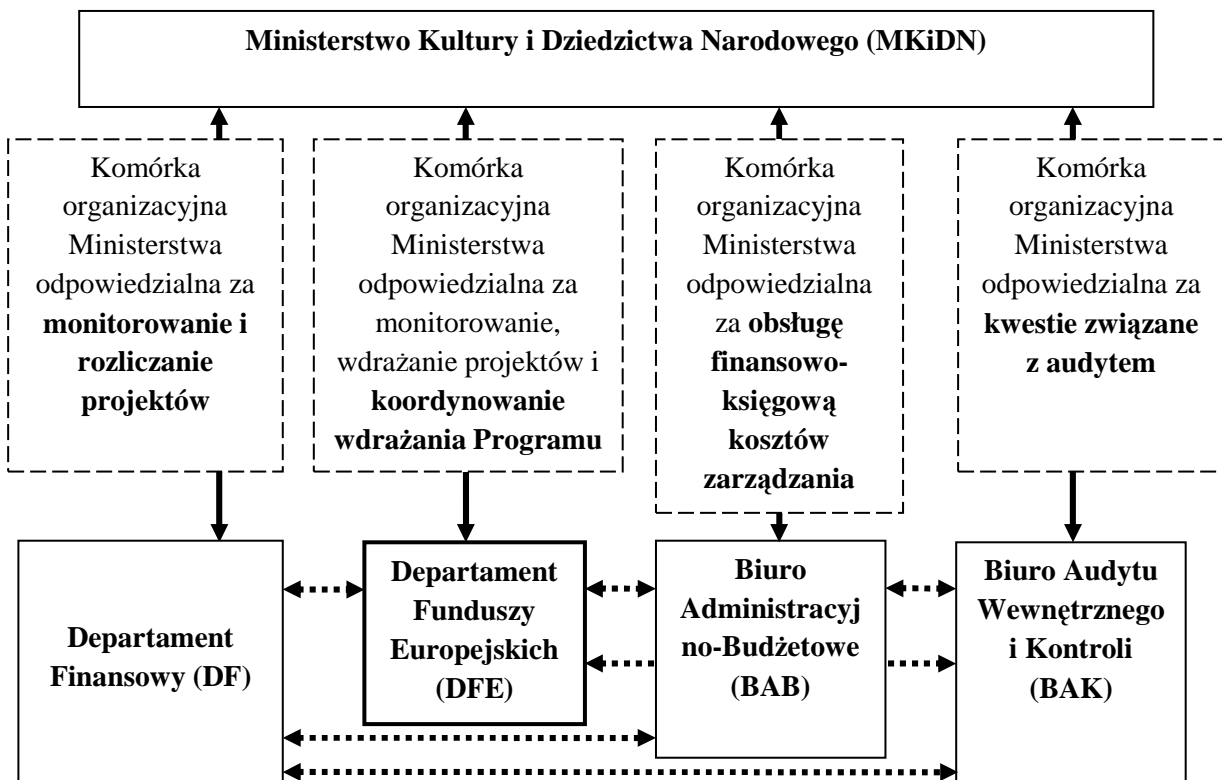 Ministerstwo Kultury i Dziedzictwa Narodowego (MKiDN)
Komórka
organizacyjna
Ministerstwa
odpowiedzialna za
monitorowanie i
rozliczanie
projektów
Komórka
organizacyjna
Ministerstwa
odpowiedzialna za
monitorowanie,
wdrażanie projektów i
koordynowanie
wdrażania Programu
Komórka
organizacyjna
Ministerstwa
odpowiedzialna
za obsługę
finansowo-
księgową
kosztów
zarządzania
Komórka
organizacyjna
Ministerstwa
odpowiedzialna za
kwestie związane
z audytem
Departament
Finansowy (DF)
Departament
Funduszy
Europejskich
(DFE)
Biuro
Administracyj
no-Budżetowe
(BAB)
Biuro Audytu
Wewnętrznego
i Kontroli
(BAK)